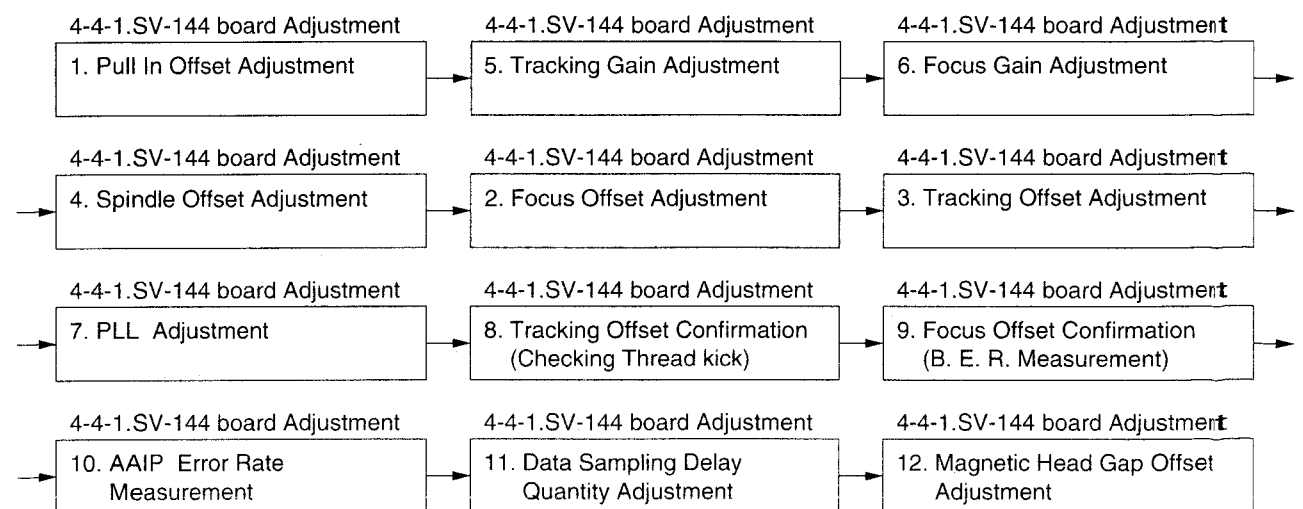 4-4-1.SV-144 board Adjustment
1. Pull In Offset Adjustment
4-4-1.SV-144 board Adjustment
5. Tracking Gain Adjustment
4-4-1.SV-144 board Adjustment
6. Focus Gain Adjustment
4-4-1.SV-144 board Adjustment
4. Spindle Offset Adjustment
4-4-1.SV-144 board Adjustment
2. Focus Offset Adjustment
4-4-1.SV-144 board Adjustment
3. Tracking Offset Adjustment
4-4-1.SV-144 board Adjustment
7. PLL Adjustment
4-4-1.SV-144 board Adjustment
8. Tracking Offset Confirmation
(Checking Thread kick)
4-4-1.SV-144 board Adjustment
9. Focus Offset Confirmation
(B. E. R. Measurement)
4-4-1.SV-144 board Adjustment
10. AAIP Error Rate
Measurement
4-4-1.SV-144 board Adjustment
11. Data Sampling Delay
Quantity Adjustment
4-4-1.SV-144 board Adjustment
12. Magnetic Head Gap Offset
Adjustment